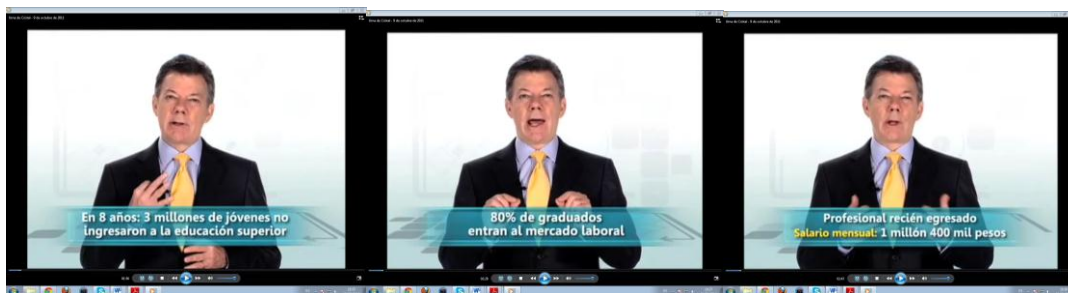 En 8 años: 3 millones de jóvenes no
ingresaron a la educación superior
80% de graduados
entran al mercado laboral
Profesional recién egresado
Salario mensual: 1 millón 400 mil pesos